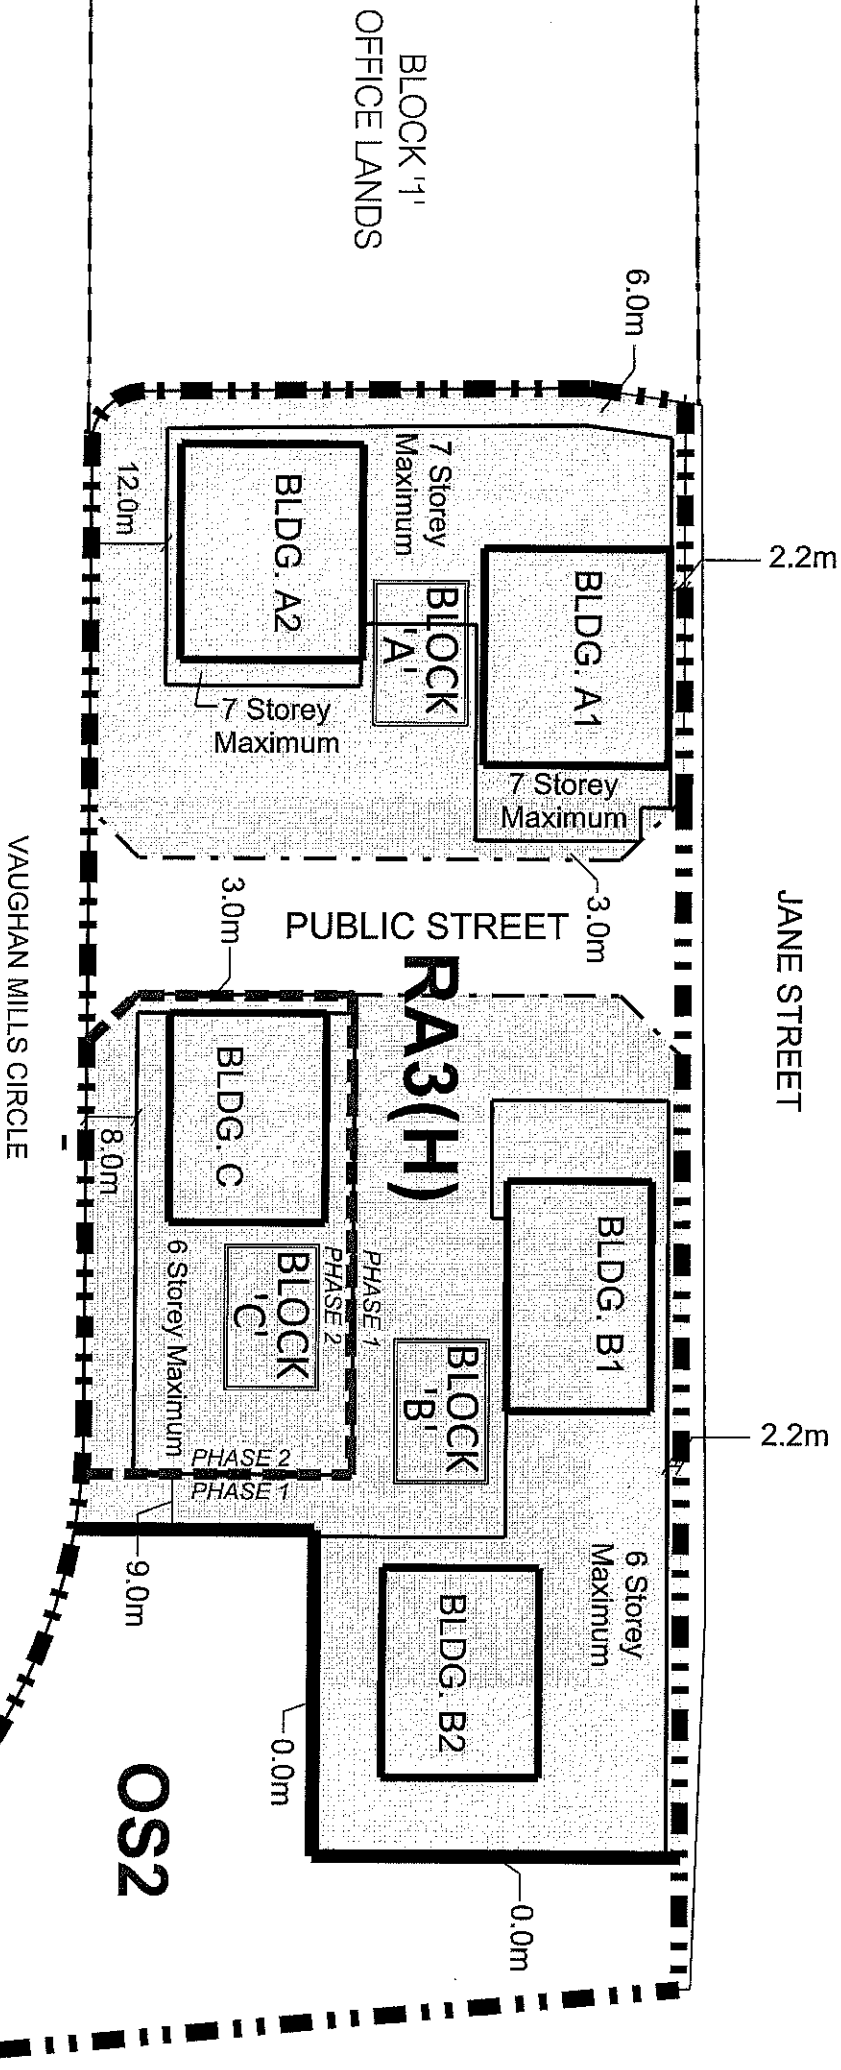 BLOCK '1'
OFFICE LANDS
6.0m
12.0m
7 Storey
Maximum
BLDG. A2
BLDG. A1
2.2m
BLOCK
'A'
7 Storey
Maximum
7 Storey
Maximum
3.0m
JANE STREET
PUBLIC STREET
VAUGHAN MILLS CIRCLE
3.0m
RA3(H)
BLDG. C
8.0m
BLDG. B1
PHASE 1
PHASE 2
BLOCK
'C'
6 Storey Maximum
BLOCK
'B'
2.2m
PHASE 2
PHASE 1
9.0m
6 Storey
Maximum
BLDG. B2
0.0m
OS2
0.0m